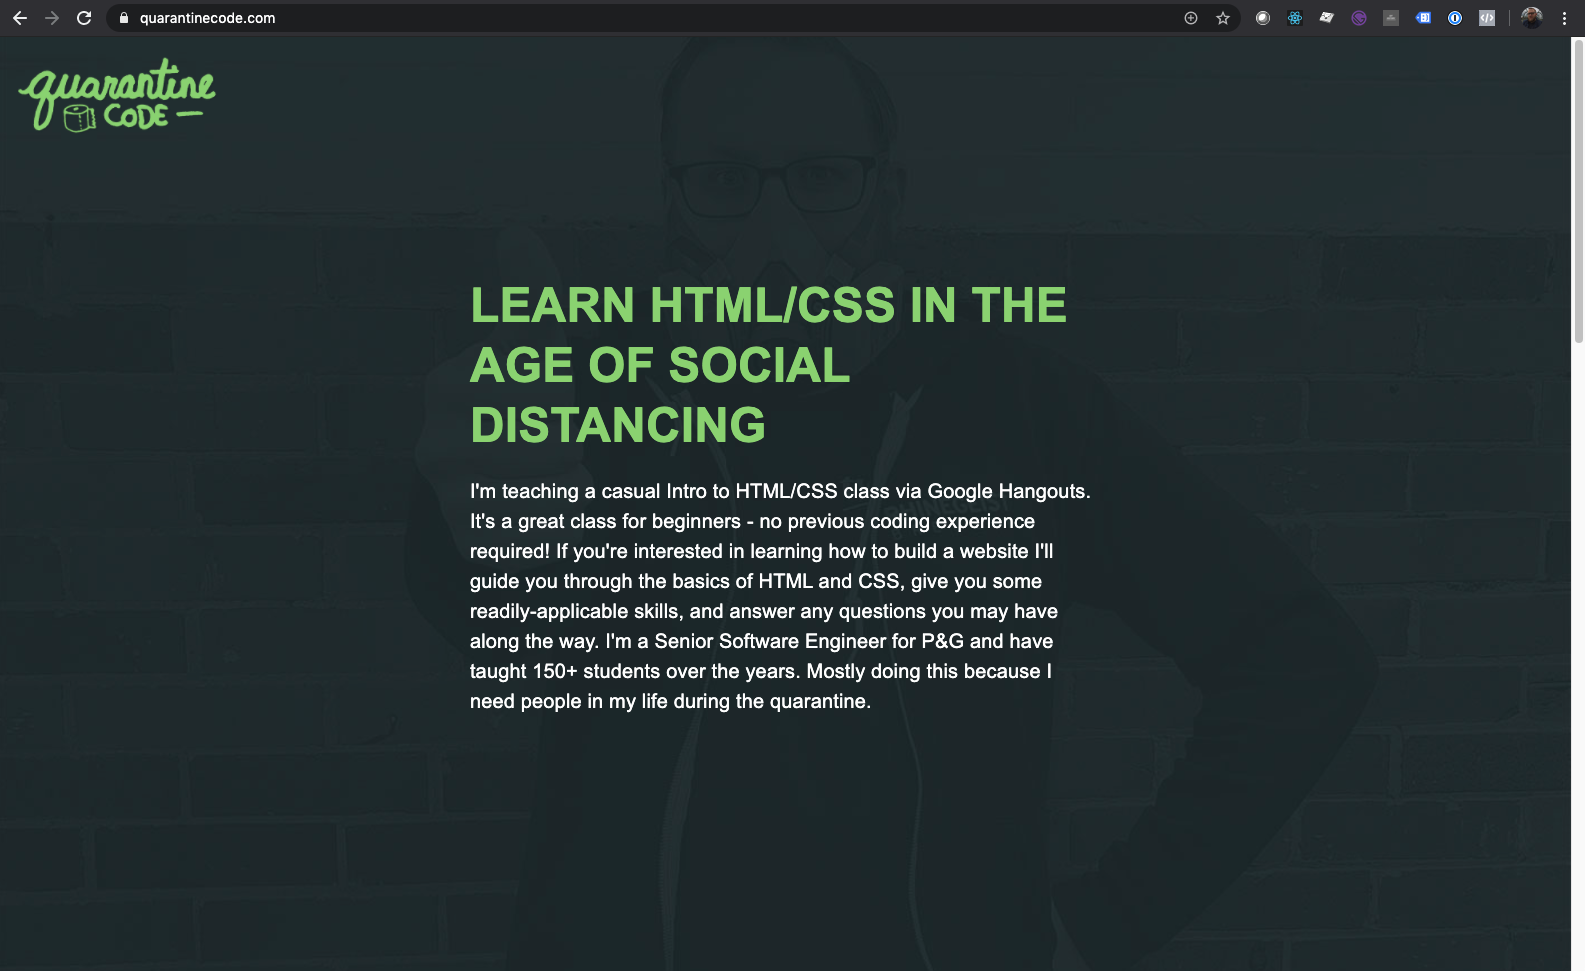 quarantinecode.com
quarantine
CODE
LEARN HTML/CSS IN THE
AGE OF SOCIAL
DISTANCING
I'm teaching a casual Intro to HTML/CSS class via Google Hangouts.
It's a great class for beginners - no previous coding experience
required! If you're interested in learning how to build a website I'll
guide you through the basics of HTML and CSS, give you some
readily-applicable skills, and answer any questions you may have
along the way. I'm a Senior Software Engineer for P&G and have
taught 150+ students over the years. Mostly doing this because I
need people in my life during the quarantine.